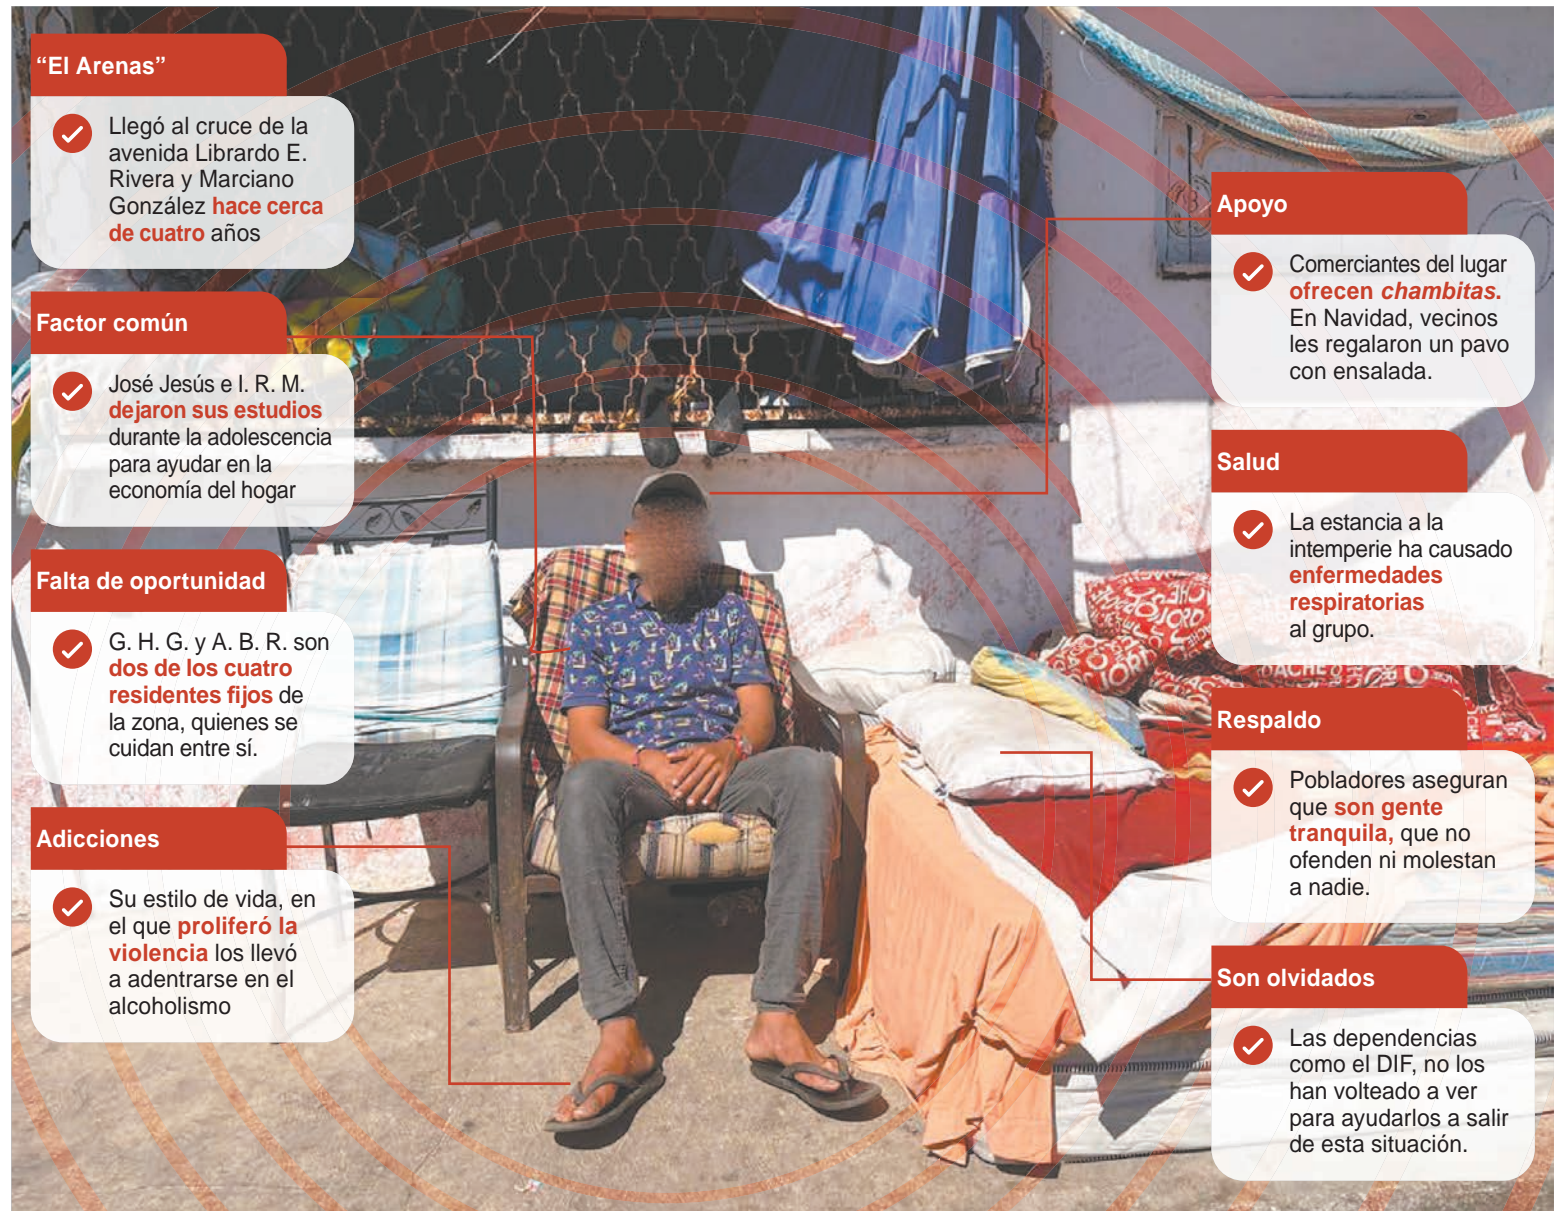 “El Arenas”
Llegó al cruce de la
avenida Librardo E.
Rivera y Marciano
González hace cerca
de cuatro años
Factor común
José Jesús e I. R. M.
dejaron sus estudios
durante la adolescencia
para ayudar en la
economía del hogar
Falta de oportunidad
G. H. G. y A. B. R. son
dos de los cuatro
residentes fijos de
la zona, quienes se
cuidan entre sí.
Adicciones
Su estilo de vida, en
el que proliferó la
violencia los llevó
a adentrarse en el
alcoholismo
Apoyo
Comerciantes del lugar
ofrecen chambitas.
En Navidad, vecinos
les regalaron un pavo
con ensalada.
Salud
La estancia a la
intemperie ha causado
enfermedades
respiratorias
al grupo.
Respaldo
Pobladores aseguran
que son gente
tranquila, que no
ofenden ni molestan
a nadie.
Son olvidados
Las dependencias
como el DIF, no los
han volteado a ver
para ayudarlos a salir
de esta situación.